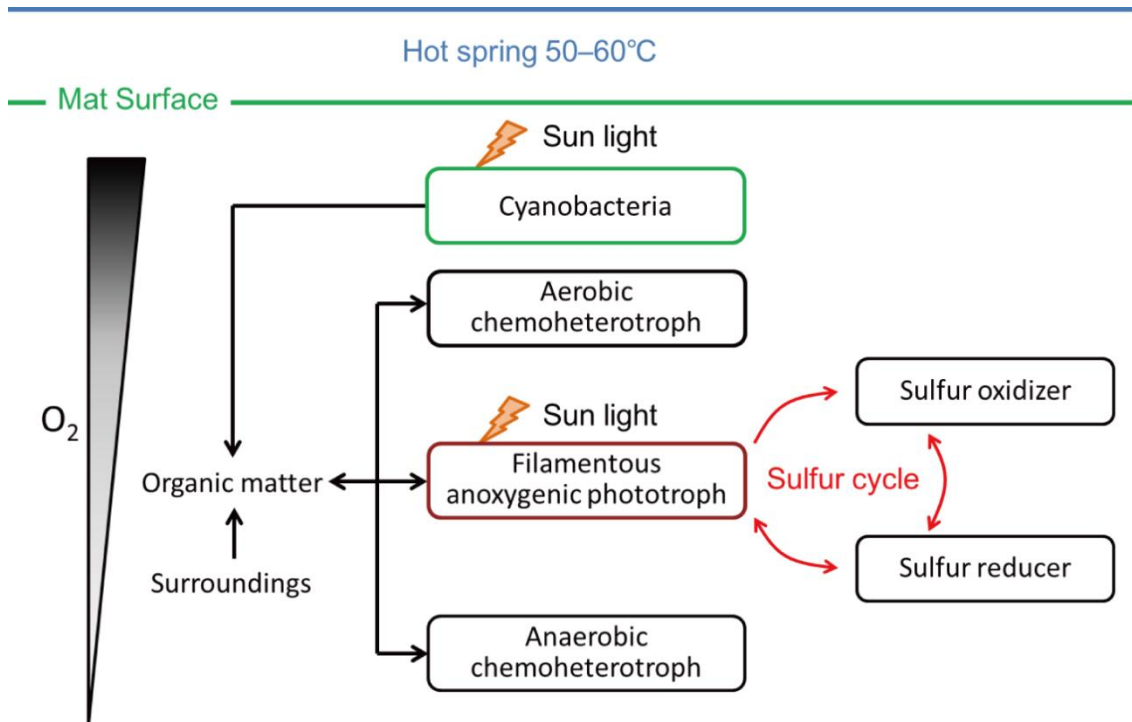 Hot spring 50–60℃
Mat Surface
Sun light
Cyanobacteria
Aerobic
chemoheterotroph
Sulfur oxidizer
O₂
Sun light
Filamentous
anoxygenic phototroph
Organic matter
Sulfur cycle
Surroundings
Sulfur reducer
Anaerobic
chemoheterotroph